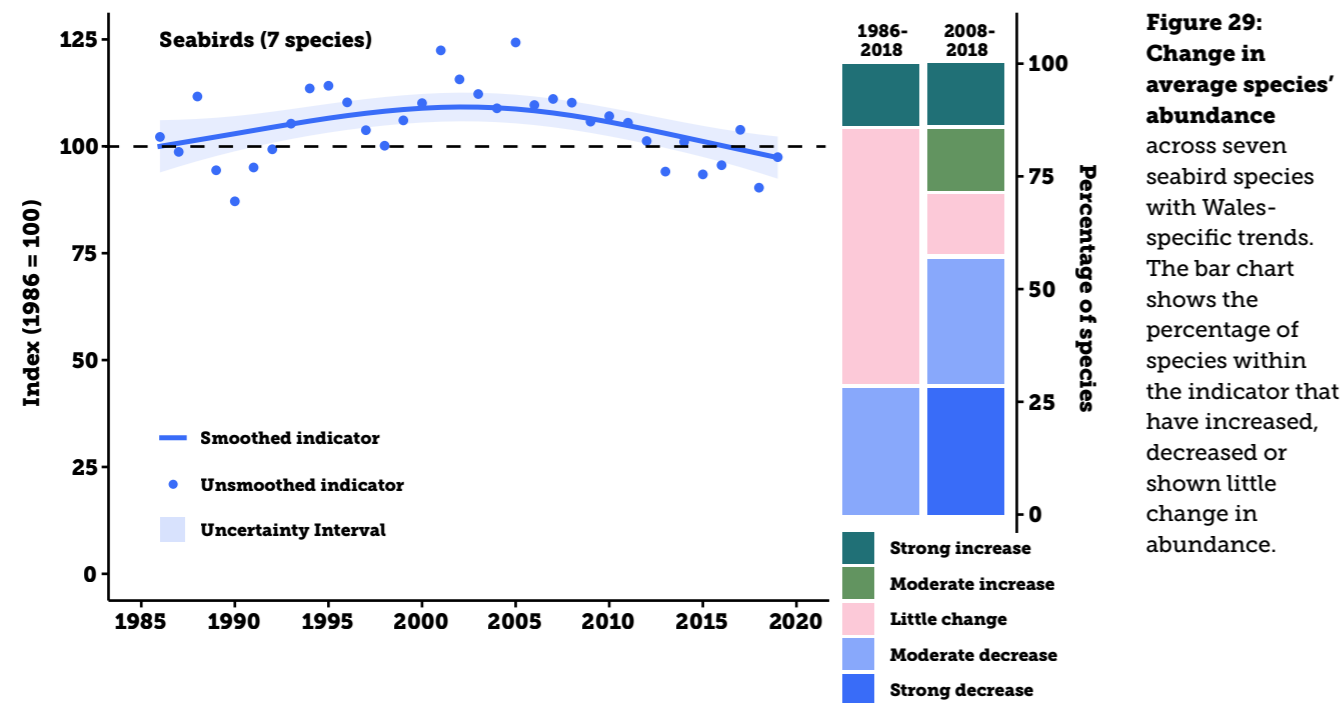 Seabirds (7 species)
Index (1986 = 100)
125
100
75
50
25
0
1985 1990 1995 2000 2005 2010 2015 2020
Smoothed indicator
Unsmoothed indicator
Uncertainty Interval
1986-
2018
2008-
2018
100
75
50
25
0
Percentage of species
Strong increase
Moderate increase
Little change
Moderate decrease
Strong decrease
Figure 29:
Change in
average species’
abundance
across seven
seabird species
with Wales-
specific trends.
The bar chart
shows the
percentage of
species within
the indicator that
have increased,
decreased or
shown little
change in
abundance.